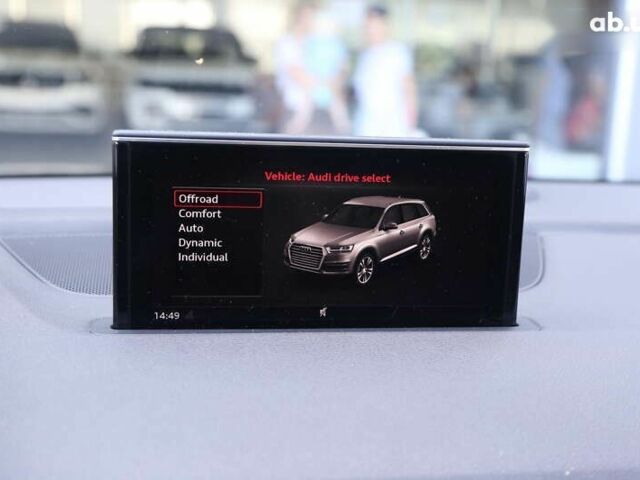 ab.u
Vehicle: Audi drive select
Offroad
Comfort
Auto
Dynamic
Individual
14:49